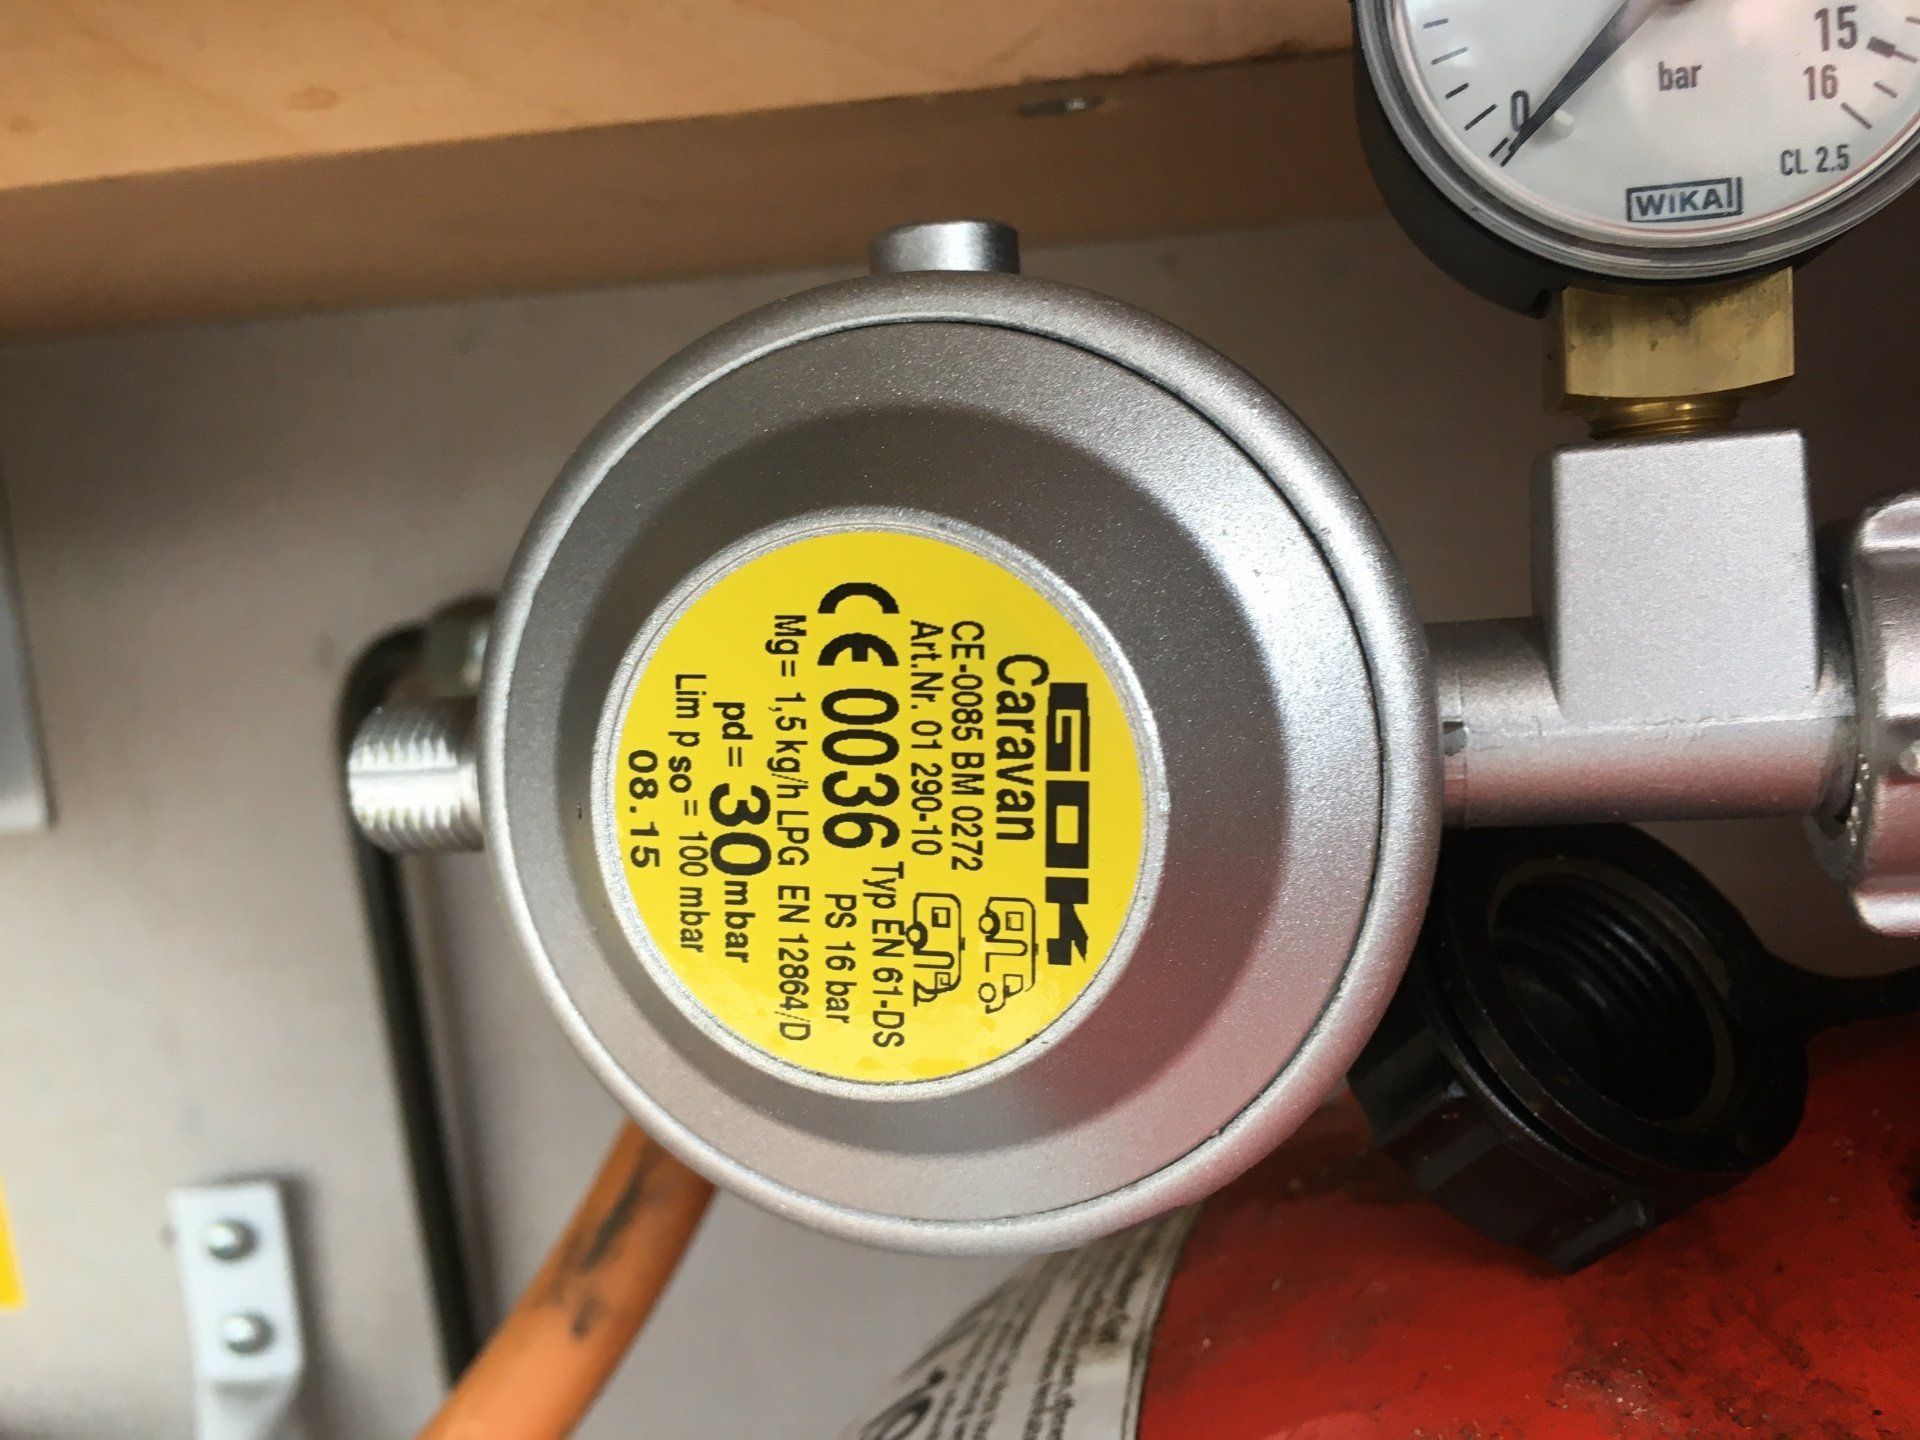 GOK
Caravan
CE-0085 BM 0272
Art.Nr. 01 290-10
CE 0036 Typ EN 61-DS
PS 16 bar
Mg = 1,5 kg/h LPG EN 12864/D
pd = 30 mbar
Lim p so = 100 mbar
08.15
0
bar
15
16
CL 2.5
WIKAI